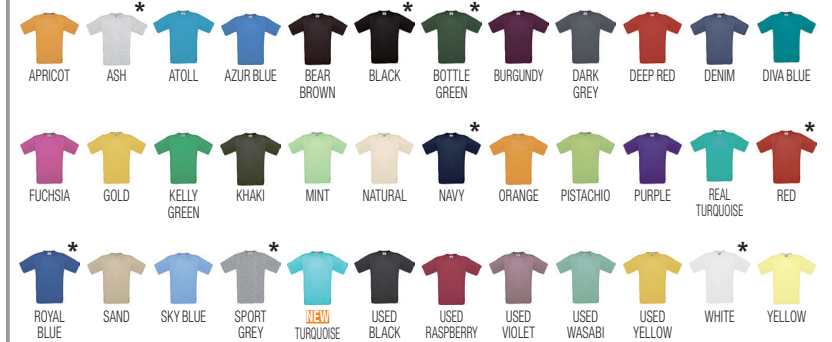 * * *
APRICOT ASH ATOLL AZUR BLUE BEAR BROWN BLACK BOTTLE GREEN BURGUNDY DARK GREY DEEP RED DENIM DIVA BLUE
* *
FUCHSIA GOLD KELLY GREEN KHAKI MINT NATURAL NAVY ORANGE PISTACHIO PURPLE REAL TURQUOISE RED
* * *
ROYAL BLUE SAND SKY BLUE SPORT GREY NEW TURQUOISE USED BLACK USED RASPBERRY USED VIOLET USED WASABI USED YELLOW WHITE YELLOW